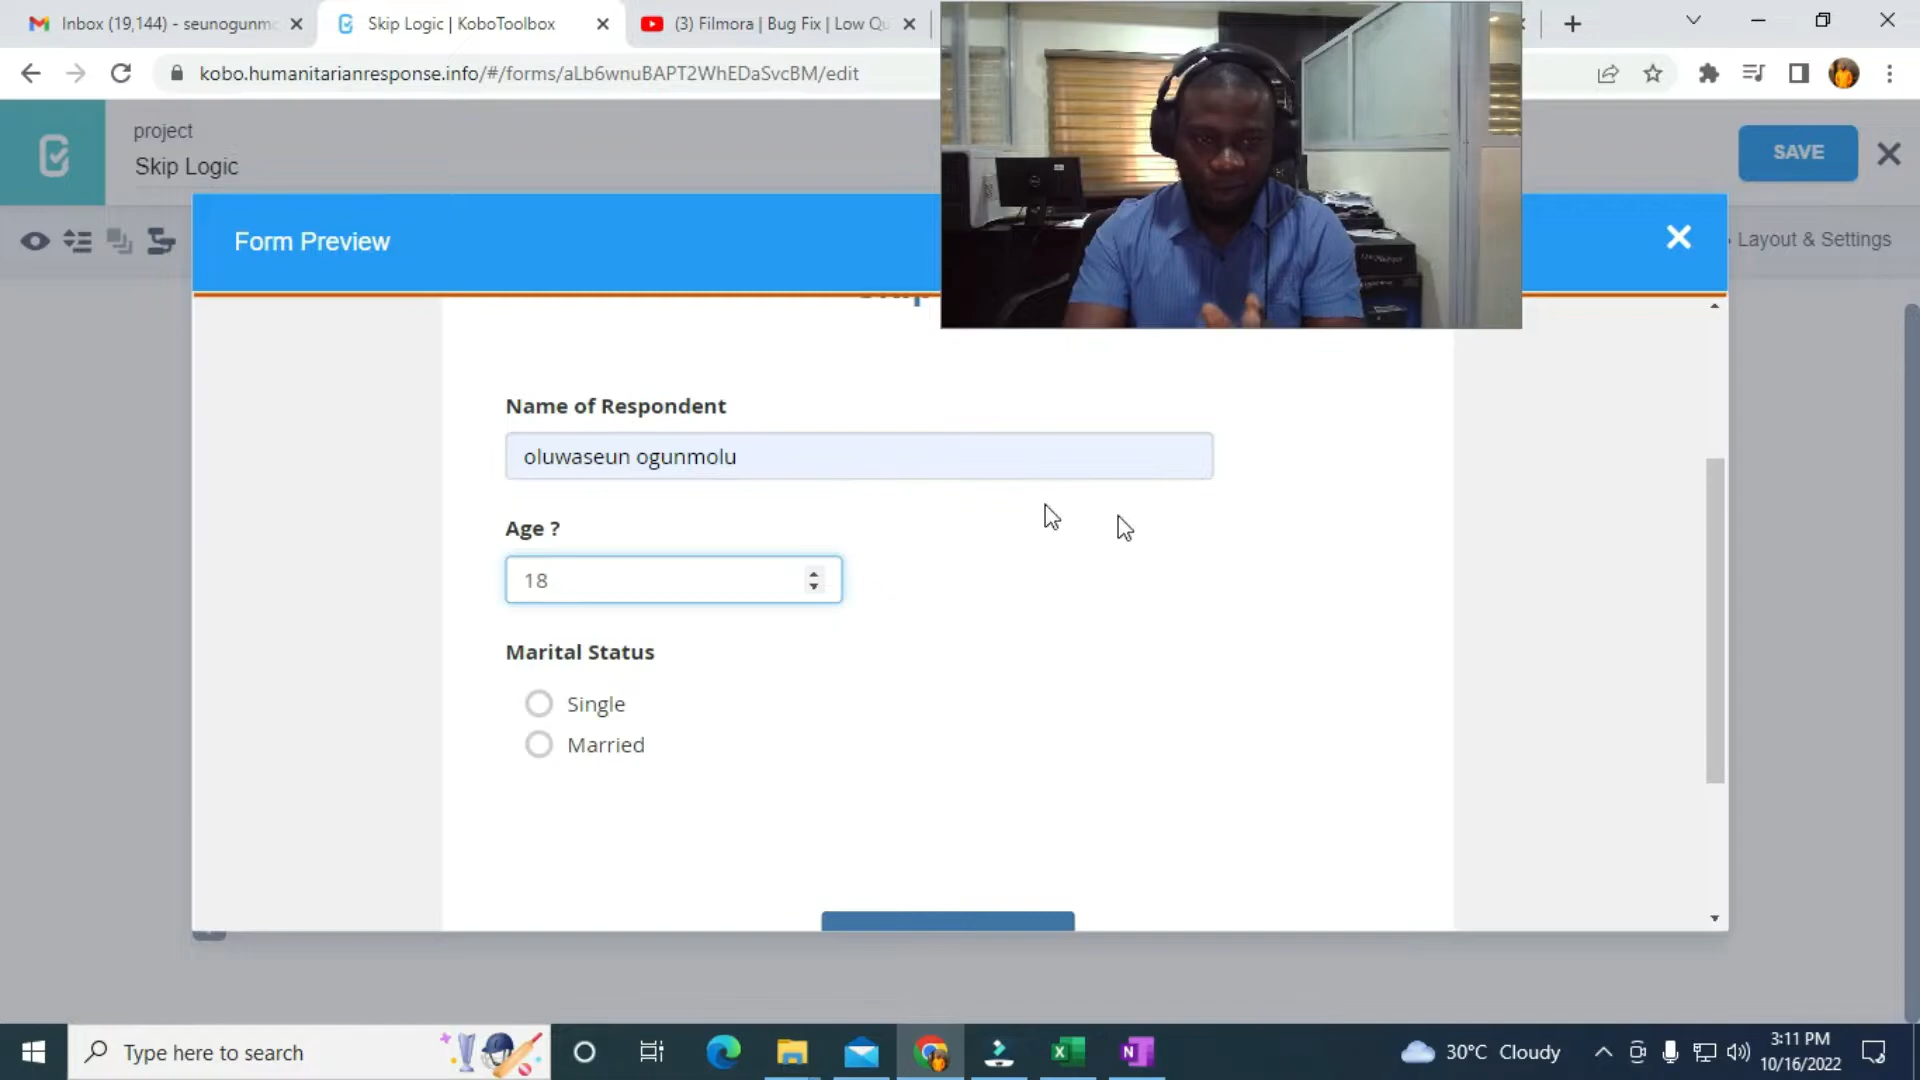 Inbox (19,144) - seunogunmo
Skip Logic | KoboToolbox
(3) Filmora | Bug Fix | Low Qu
kobo.humanitarianresponse.info/#/forms/aLb6wnuBAPT2WhEDaSvcBM/edit
project
Skip Logic
SAVE
Form Preview
Layout & Settings
Name of Respondent
oluwaseun ogunmolu
Age ?
18
Marital Status
Single
Married
Type here to search
30°C Cloudy
3:11 PM
10/16/2022